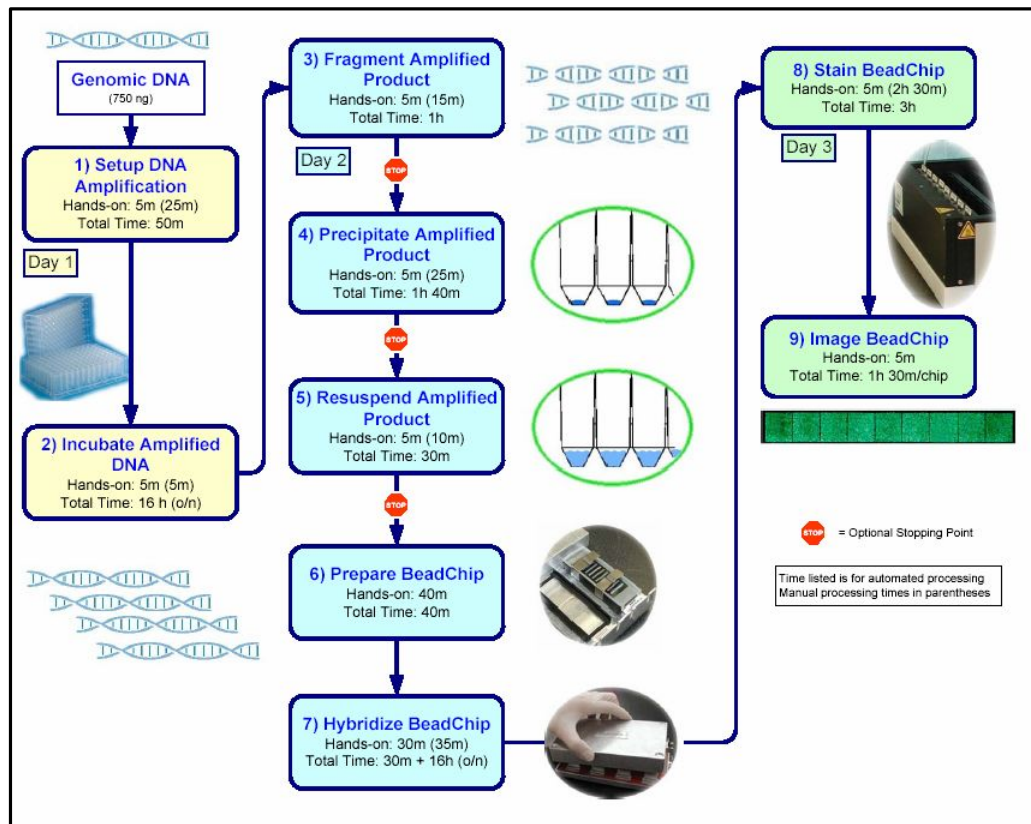 Genomic DNA
(750 ng)
1) Setup DNA
Amplification
Hands-on: 5m (25m)
Total Time: 50m
Day 1
2) Incubate Amplified
DNA
Hands-on: 5m (5m)
Total Time: 16 h (o/n)
3) Fragment Amplified
Product
Hands-on: 5m (15m)
Total Time: 1h
Day 2
STOP
4) Precipitate Amplified
Product
Hands-on: 5m (25m)
Total Time: 1h 40m
STOP
5) Resuspend Amplified
Product
Hands-on: 5m (10m)
Total Time: 30m
STOP
6) Prepare BeadChip
Hands-on: 40m
Total Time: 40m
7) Hybridize BeadChip
Hands-on: 30m (35m)
Total Time: 30m + 16h (o/n)
8) Stain BeadChip
Hands-on: 5m (2h 30m)
Total Time: 3h
Day 3
9) Image BeadChip
Hands-on: 5m
Total Time: 1h 30m/chip
STOP = Optional Stopping Point
Time listed is for automated processing
Manual processing times in parentheses